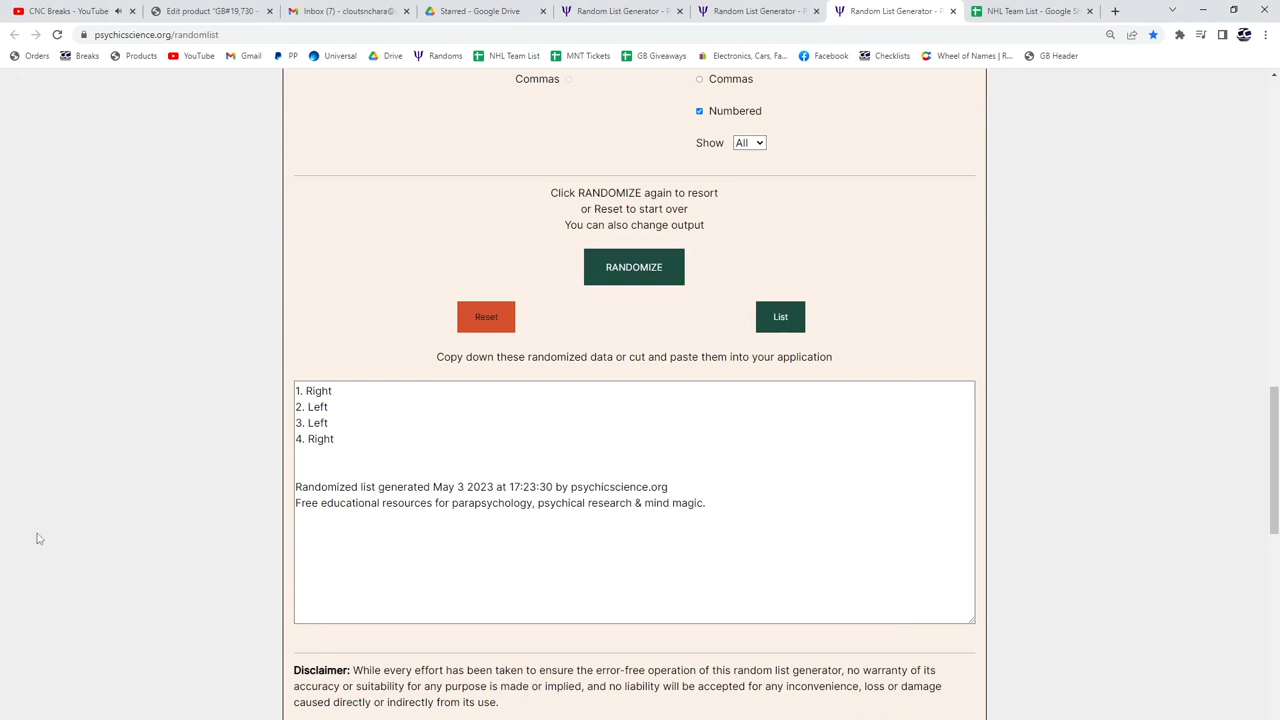 CNC Breaks - YouTube
Edit product "GB#19,730 -
Inbox (7) - cloutsnchara@
Starred - Google Drive
Random List Generator - P
Random List Generator - P
Random List Generator - P
NHL Team List - Google Sh
psychicscience.org/randomlist
Orders
Breaks
Products
YouTube
Gmail
PP
Universal
Drive
Randoms
NHL Team List
MNT Tickets
GB Giveaways
Electronics, Cars, Fa...
Facebook
Checklists
Wheel of Names | R...
GB Header
Commas
Commas
Numbered
Show All
Click RANDOMIZE again to resort
or Reset to start over
You can also change output
RANDOMIZE
Reset
List
Copy down these randomized data or cut and paste them into your application
1. Right
2. Left
3. Left
4. Right
Randomized list generated May 3 2023 at 17:23:30 by psychicscience.org
Free educational resources for parapsychology, psychical research & mind magic.
Disclaimer: While every effort has been taken to ensure the error-free operation of this random list generator, no warranty of its
accuracy or suitability for any purpose is made or implied, and no liability will be accepted for any inconvenience, loss or damage
caused directly or indirectly from its use.